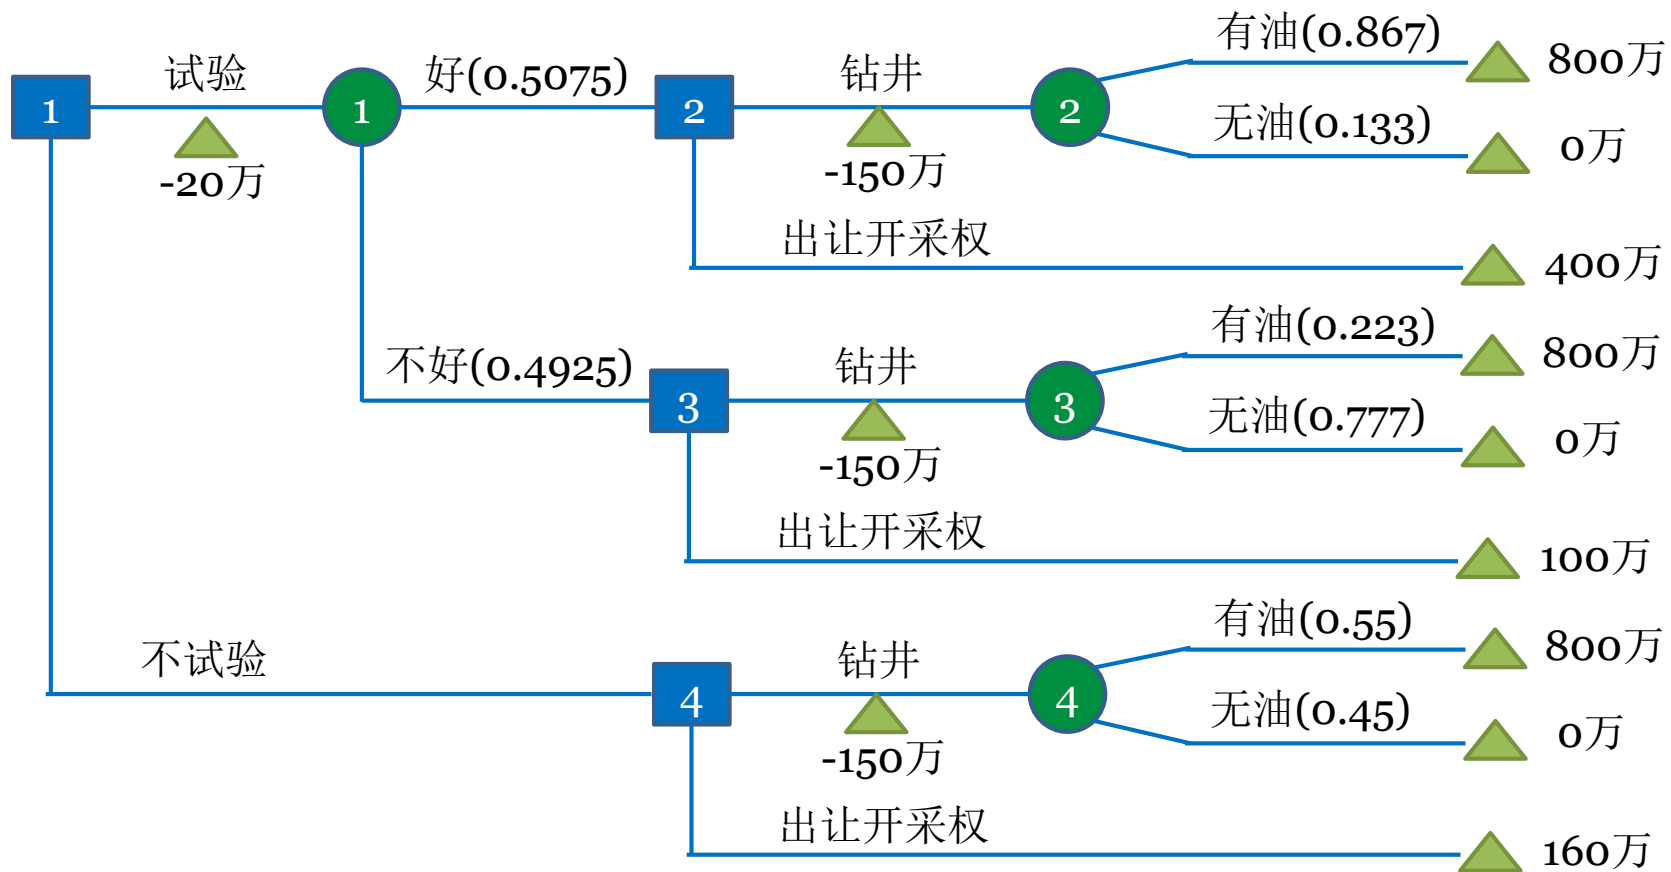 试验
好(0.5075)
钻井
有油(0.867)
800万
1
1
2
2
-20万
-150万
无油(0.133)
0万
出让开采权
400万
不好(0.4925)
钻井
有油(0.223)
800万
3
3
-150万
无油(0.777)
0万
出让开采权
100万
不试验
钻井
有油(0.55)
800万
4
4
-150万
无油(0.45)
0万
出让开采权
160万